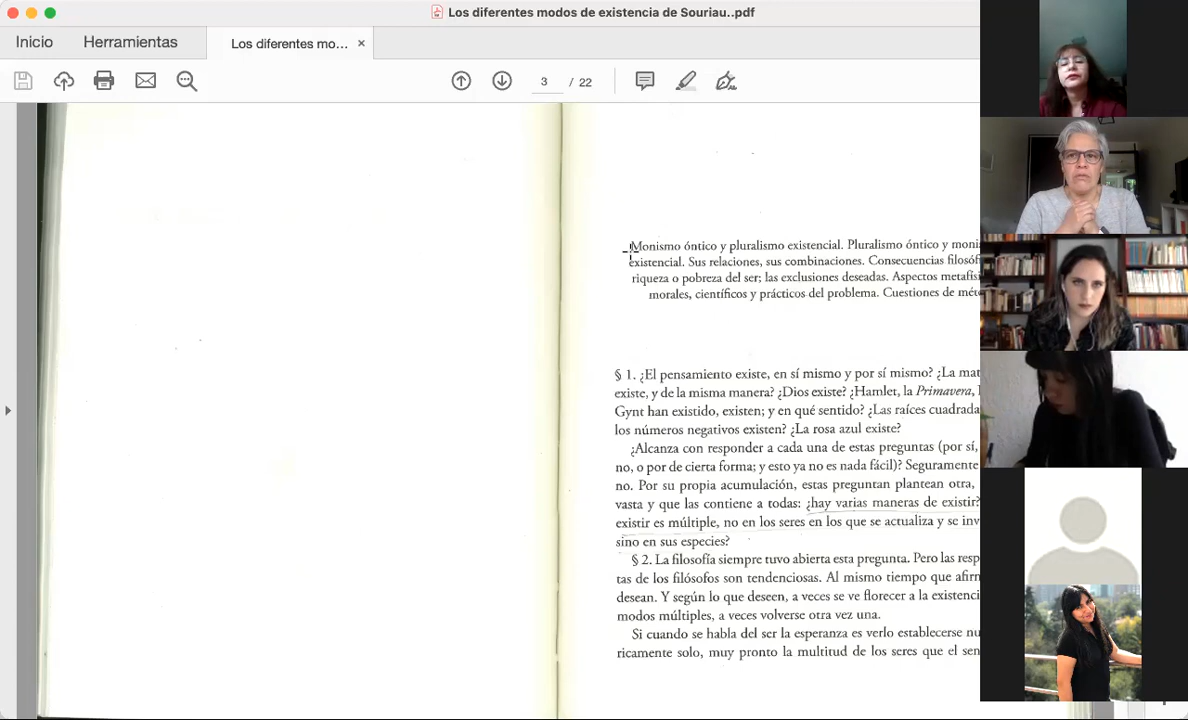 Los diferentes modos de existencia de Souriau..pdf
Inicio
Herramientas
Los diferentes mo...
3 / 22
Monismo óntico y pluralismo existencial. Pluralismo óntico y moni
existencial. Sus relaciones, sus combinaciones. Consecuencias filosóf
riqueza o pobreza del ser; las exclusiones deseadas. Aspectos metafísi
morales, científicos y prácticos del problema. Cuestiones de méto
§ 1. ¿El pensamiento existe, en sí mismo y por sí mismo? ¿La mat
existe, y de la misma manera? ¿Dios existe? ¿Hamlet, la Primavera,
Gynt han existido, existen; y en qué sentido? ¿Las raíces cuadrada
los números negativos existen? ¿La rosa azul existe?
¿Alcanza con responder a cada una de estas preguntas (por sí,
no, o por de cierta forma; y esto ya no es nada fácil)? Seguramente
no. Por su propia acumulación, estas preguntan plantean otra,
vasta y que las contiene a todas: ¿hay varias maneras de existir?
existir es múltiple, no en los seres en los que se actualiza y se inv
sino en sus especies?
§ 2. La filosofía siempre tuvo abierta esta pregunta. Pero las resp
tas de los filósofos son tendenciosas. Al mismo tiempo que afirm
desean. Y según lo que deseen, a veces se ve florecer a la existenci
modos múltiples, a veces volverse otra vez una.
Si cuando se habla del ser la esperanza es verlo establecerse nu
ricamente solo, muy pronto la multitud de los seres que el sen